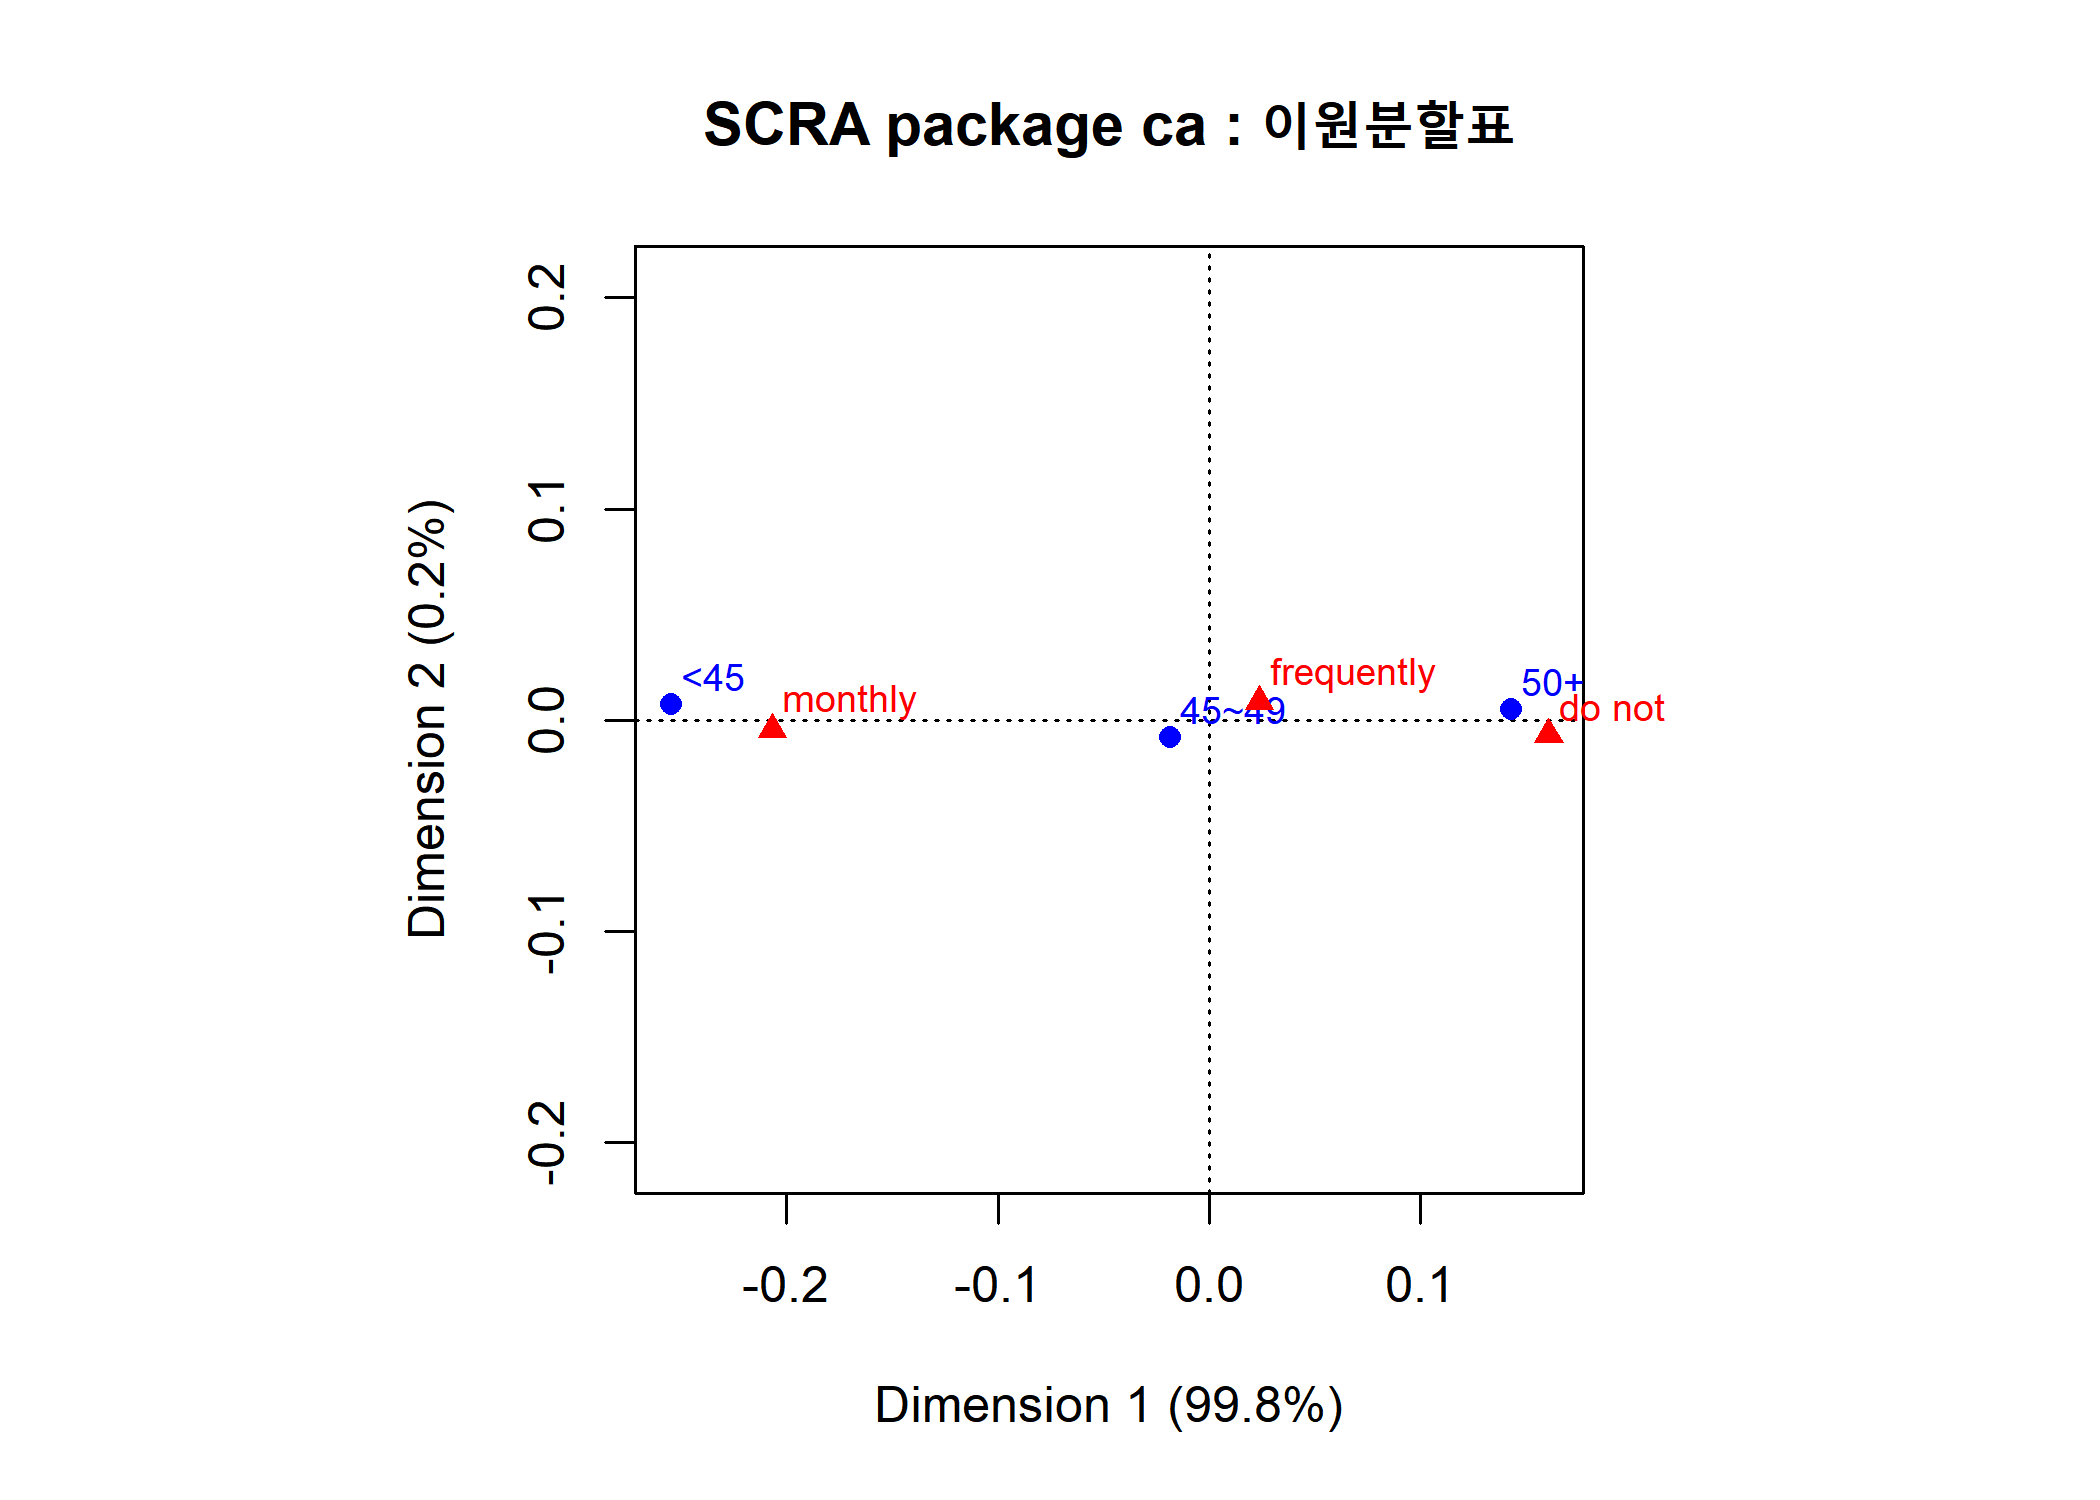 SCRA package ca : 이원분할표
0.2
0.1
0.0
-0.1
-0.2
Dimension 2 (0.2%)
<45
monthly
45~49
frequently
50+
do not
-0.2
-0.1
0.0
0.1
Dimension 1 (99.8%)